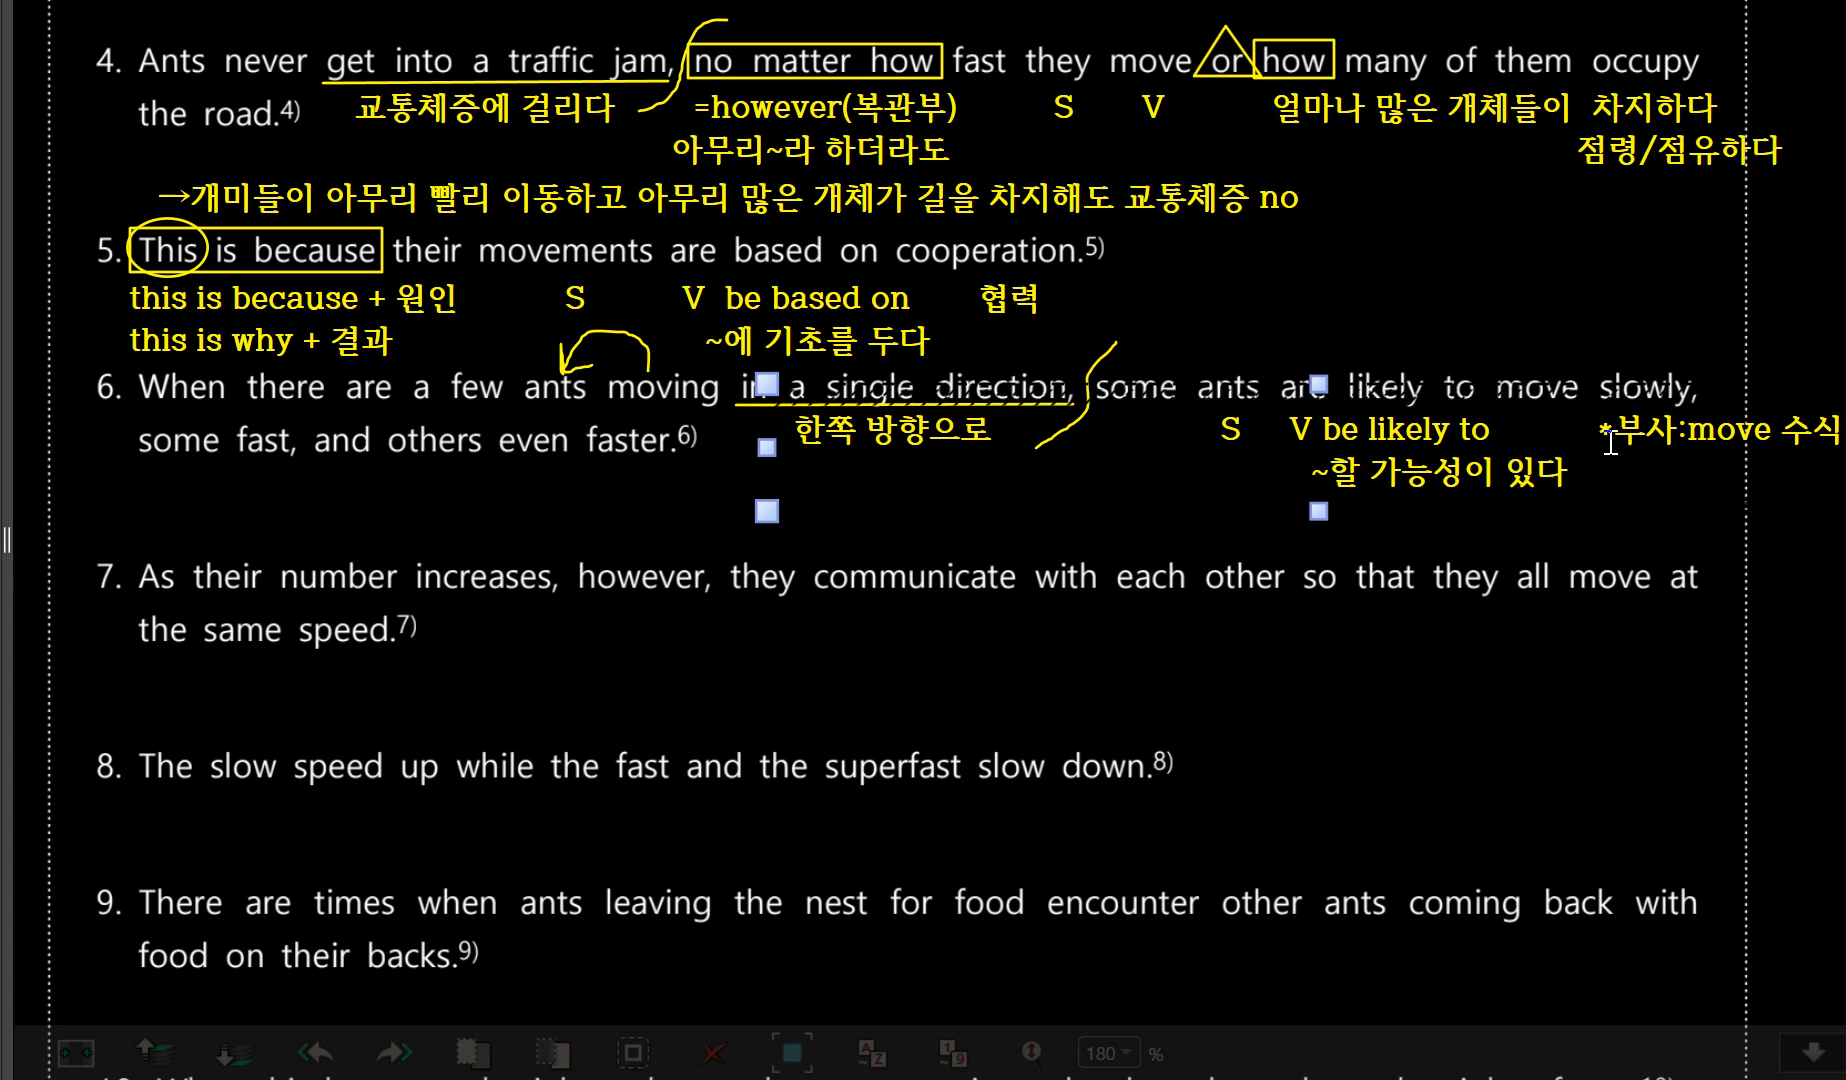 4. Ants never get into a traffic jam, no matter how fast they move or how many of them occupy
the road.4) 교통체증에 걸리다 =however(복관부) S V 얼마나 많은 개체들이 차지하다
아무리~라 하더라도 점령/점유하다
→개미들이 아무리 빨리 이동하고 아무리 많은 개체가 길을 차지해도 교통체증 no
5. This is because their movements are based on cooperation.5)
this is because + 원인 S V be based on 협력
this is why + 결과 ~에 기초를 두다
6. When there are a few ants moving in a single direction, some ants are likely to move slowly,
한쪽 방향으로 S V be likely to *부사:move 수식
some fast, and others even faster.6)
~할 가능성이 있다
7. As their number increases, however, they communicate with each other so that they all move at
the same speed.7)
8. The slow speed up while the fast and the superfast slow down.8)
9. There are times when ants leaving the nest for food encounter other ants coming back with
food on their backs.9)
180 %